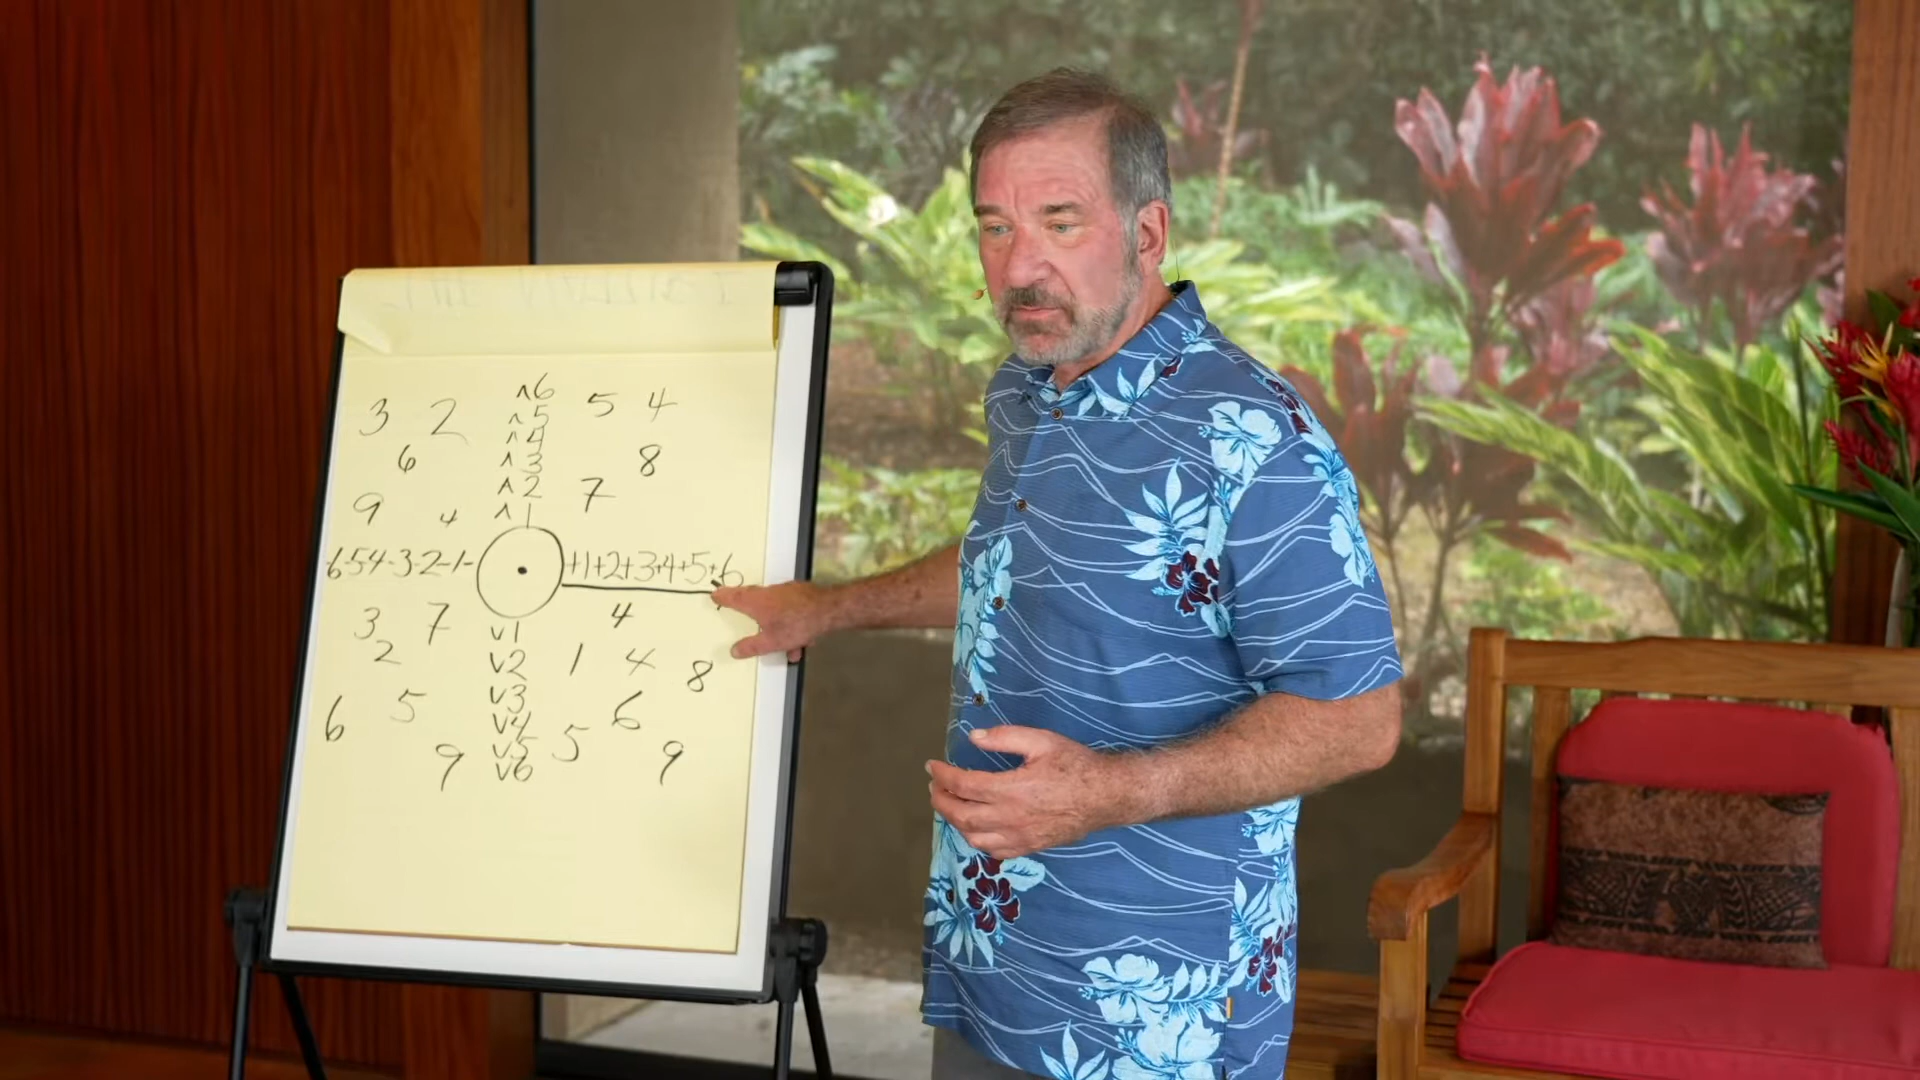 ^6
3 2 ^5 5 4
^4
6 ^3 8
^2 7
9 4 ^1
6-5-4-3-2-1- +1+2+3+4+5+6
3 7 v1 4
2 v2 1 4 8
6 5 v3 6
v4
9 v5 5 9
v6